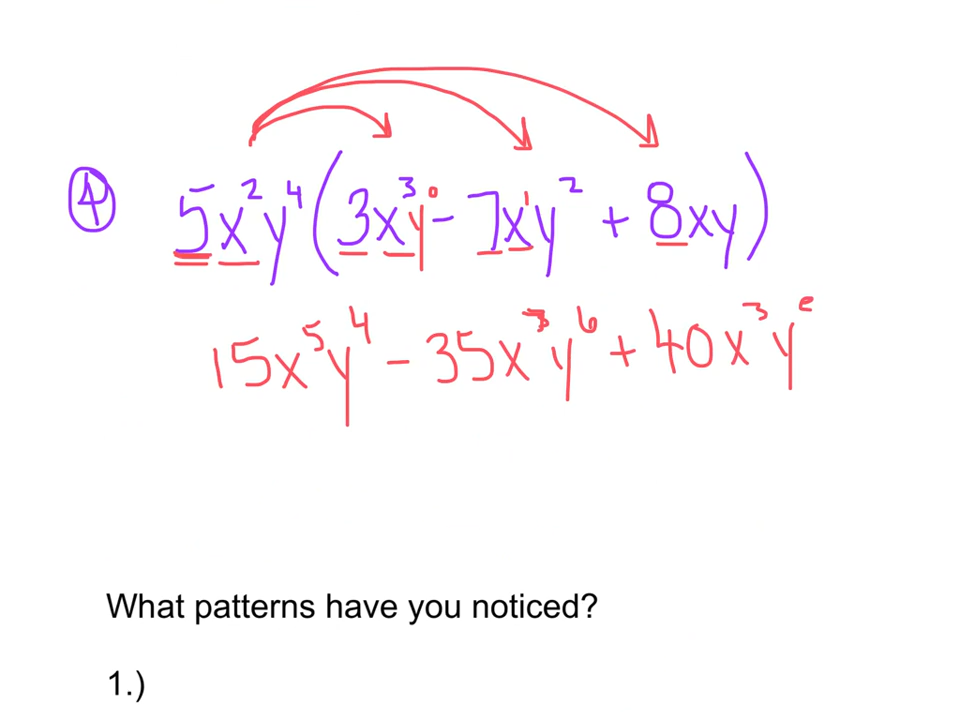 ④ 5x²y⁴(3x³y⁰ - 7x¹y² + 8xy)
15x⁵y⁴ - 35x³y⁶ + 40x³y
What patterns have you noticed?
1.)